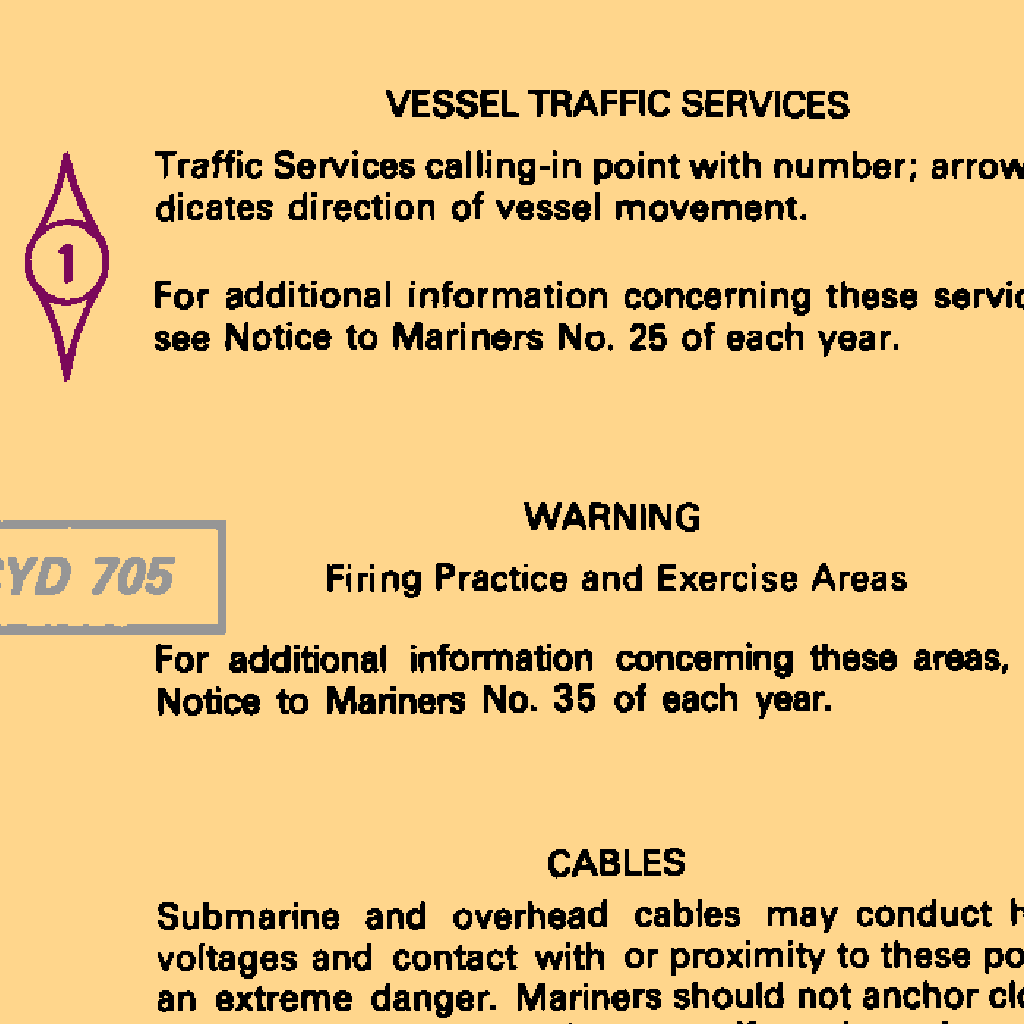 VESSEL TRAFFIC SERVICES
Traffic Services calling-in point with number; arrow
dicates direction of vessel movement.
1
For additional information concerning these servic
see Notice to Mariners No. 25 of each year.
WARNING
CYD 705
Firing Practice and Exercise Areas
For additional information concerning these areas,
Notice to Mariners No. 35 of each year.
CABLES
Submarine and overhead cables may conduct h
voltages and contact with or proximity to these po
an extreme danger. Mariners should not anchor clo